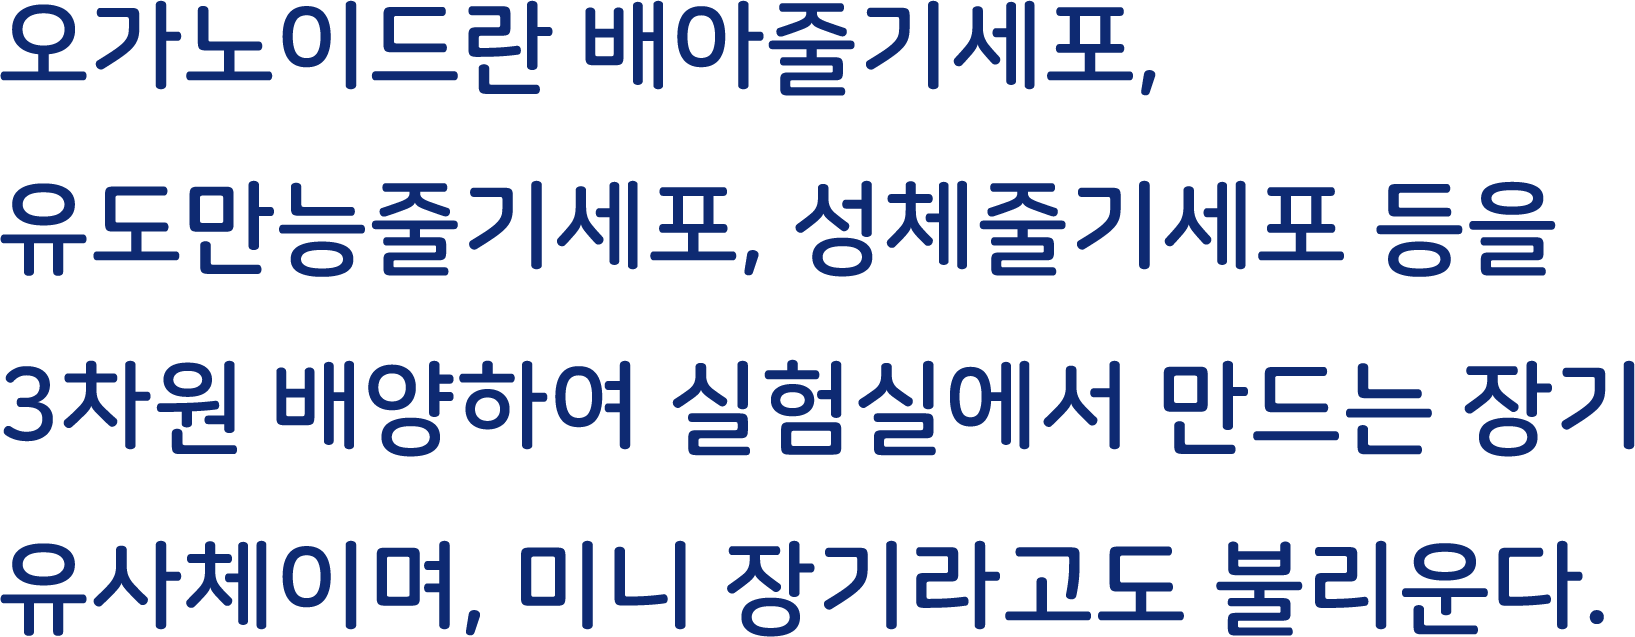 오가노이드란 배아줄기세포,
유도만능줄기세포, 성체줄기세포 등을
3차원 배양하여 실험실에서 만드는 장기
유사체이며, 미니 장기라고도 불리운다.